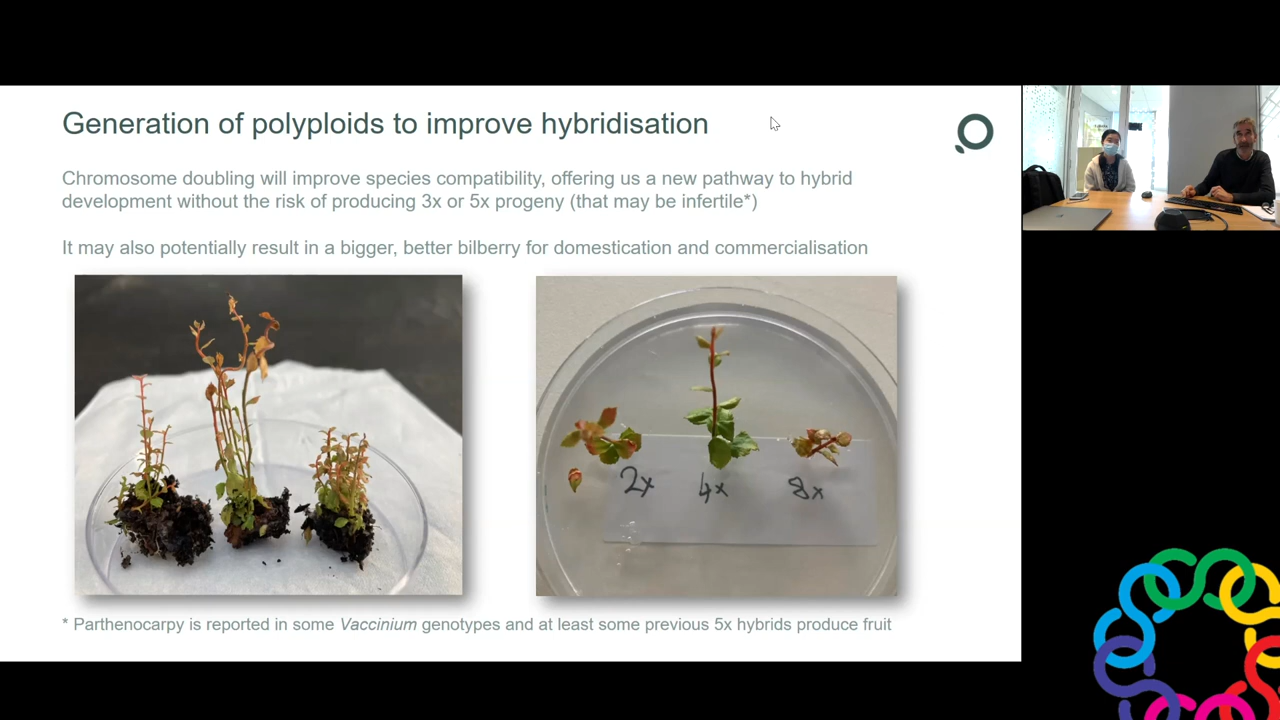 Generation of polyploids to improve hybridisation
Chromosome doubling will improve species compatibility, offering us a new pathway to hybrid
development without the risk of producing 3x or 5x progeny (that may be infertile*)
It may also potentially result in a bigger, better bilberry for domestication and commercialisation
2x 4x 8x
* Parthenocarpy is reported in some Vaccinium genotypes and at least some previous 5x hybrids produce fruit